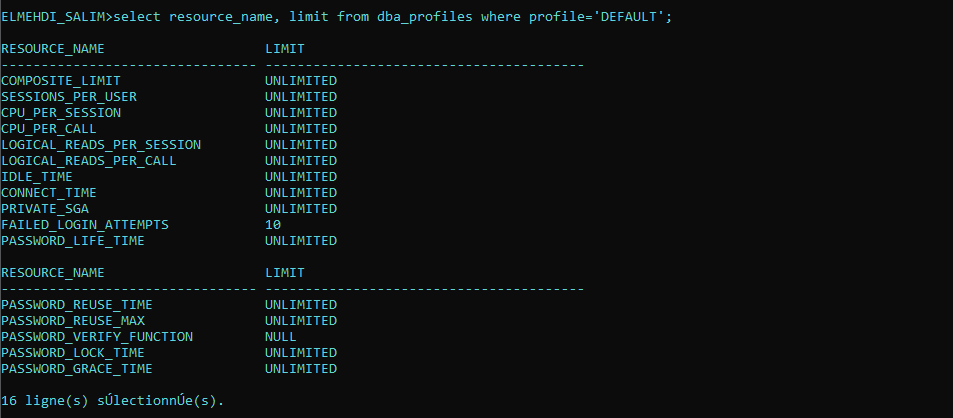 ELMEHDI_SALIM>select resource_name, limit from dba_profiles where profile='DEFAULT';
RESOURCE_NAME LIMIT
-------------------------------- ----------------------------------------
COMPOSITE_LIMIT UNLIMITED
SESSIONS_PER_USER UNLIMITED
CPU_PER_SESSION UNLIMITED
CPU_PER_CALL UNLIMITED
LOGICAL_READS_PER_SESSION UNLIMITED
LOGICAL_READS_PER_CALL UNLIMITED
IDLE_TIME UNLIMITED
CONNECT_TIME UNLIMITED
PRIVATE_SGA UNLIMITED
FAILED_LOGIN_ATTEMPTS 10
PASSWORD_LIFE_TIME UNLIMITED
RESOURCE_NAME LIMIT
-------------------------------- ----------------------------------------
PASSWORD_REUSE_TIME UNLIMITED
PASSWORD_REUSE_MAX UNLIMITED
PASSWORD_VERIFY_FUNCTION NULL
PASSWORD_LOCK_TIME UNLIMITED
PASSWORD_GRACE_TIME UNLIMITED
16 ligne(s) sÚlectionnÚe(s).